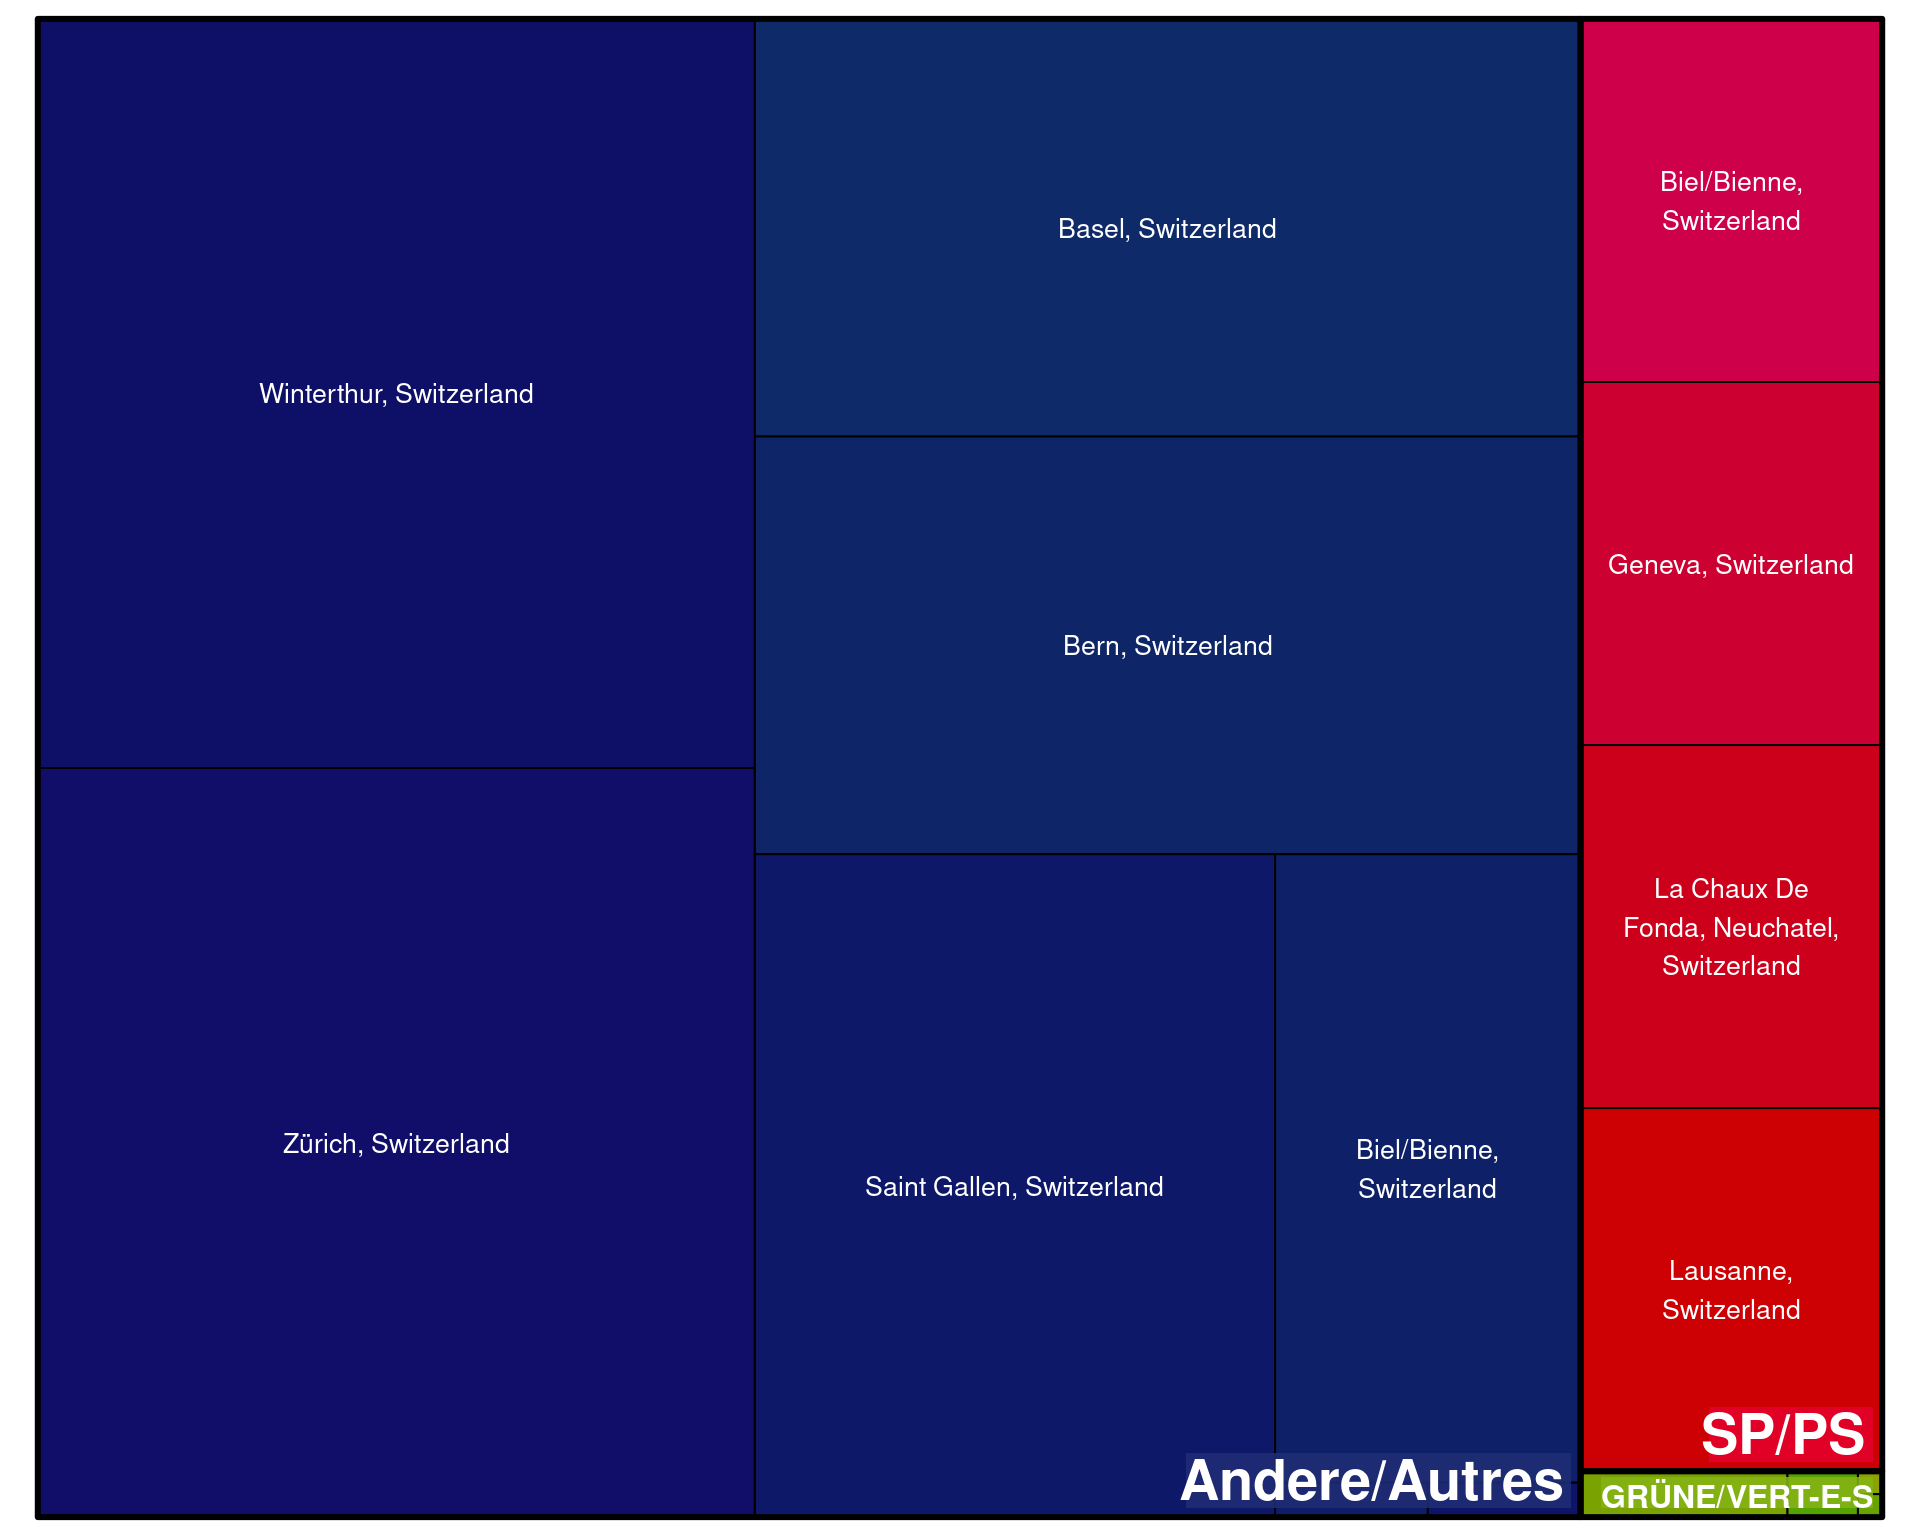 Winterthur, Switzerland
Zürich, Switzerland
Basel, Switzerland
Bern, Switzerland
Saint Gallen, Switzerland
Biel/Bienne,
Switzerland
Andere/Autres
Biel/Bienne,
Switzerland
Geneva, Switzerland
La Chaux De
Fonda, Neuchatel,
Switzerland
Lausanne,
Switzerland
SP/PS
GRÜNE/VERT-E-S